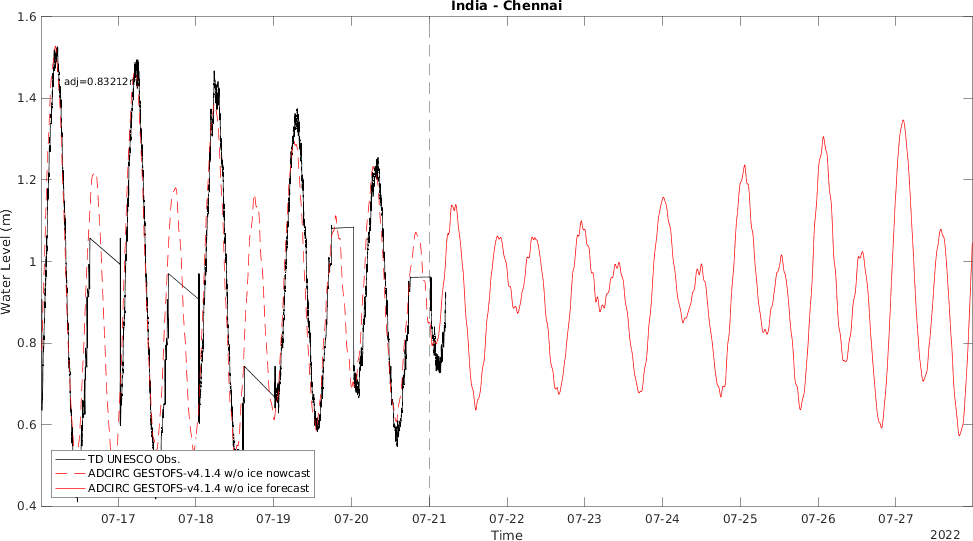 India - Chennai
1.6
1.4
1.2
1
0.8
0.6
0.4
Water Level (m)
adj=0.83212
TD UNESCO Obs.
ADCIRC GESTOFS-v4.1.4 w/o ice nowcast
ADCIRC GESTOFS-v4.1.4 w/o ice forecast
07-17 07-18 07-19 07-20 07-21 07-22 07-23 07-24 07-25 07-26 07-27
Time
2022